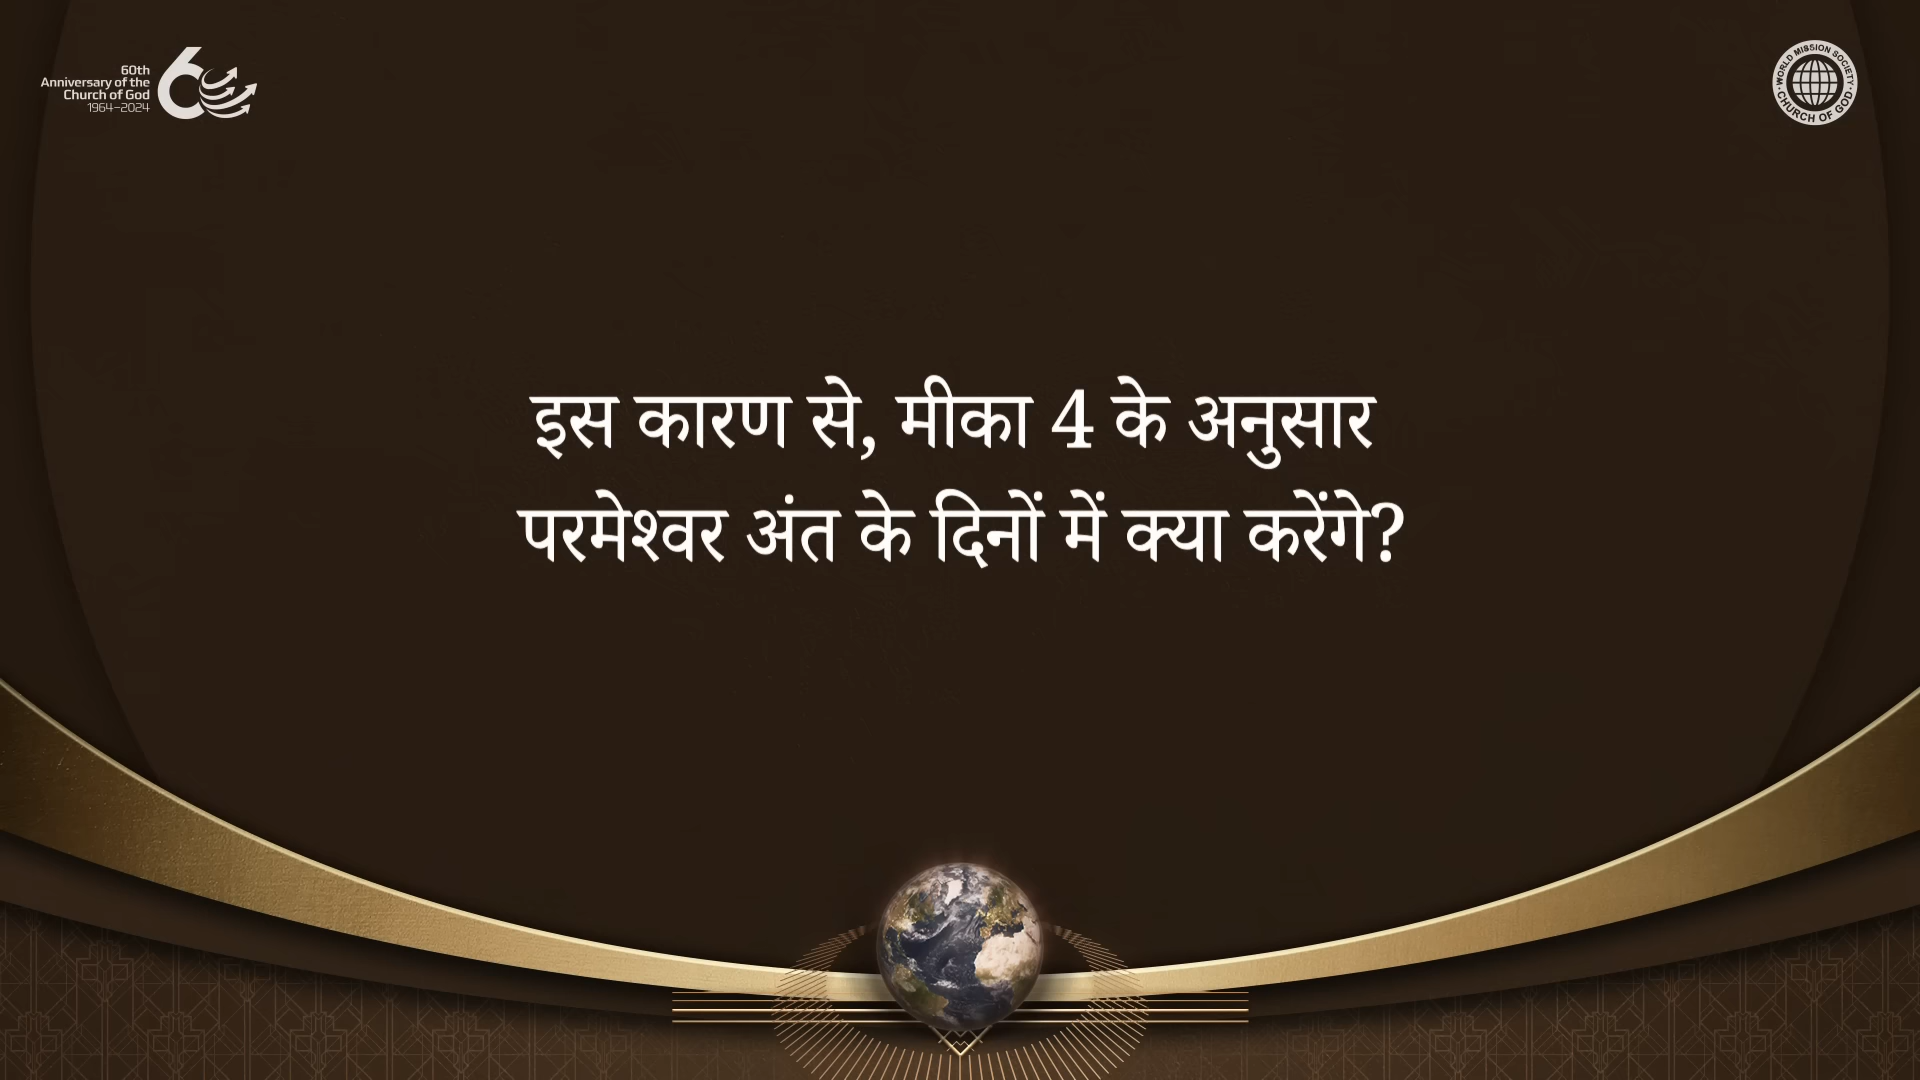 60th
Anniversary of the
Church of God
1964–2024
WORLD MISSION SOCIETY
CHURCH OF GOD
इस कारण से, मीका 4 के अनुसार
परमेश्वर अंत के दिनों में क्या करेंगे?